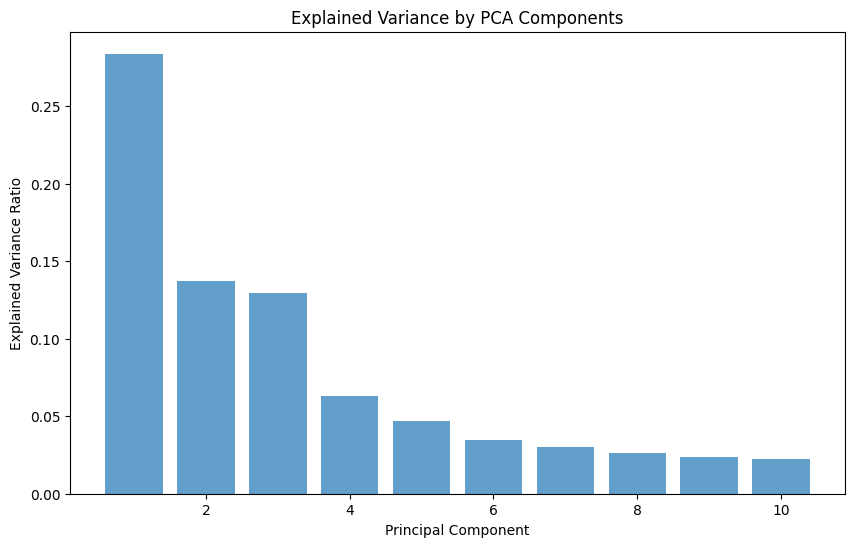 Explained Variance by PCA Components
Explained Variance Ratio
0.25
0.20
0.15
0.10
0.05
0.00
2 4 6 8 10
Principal Component